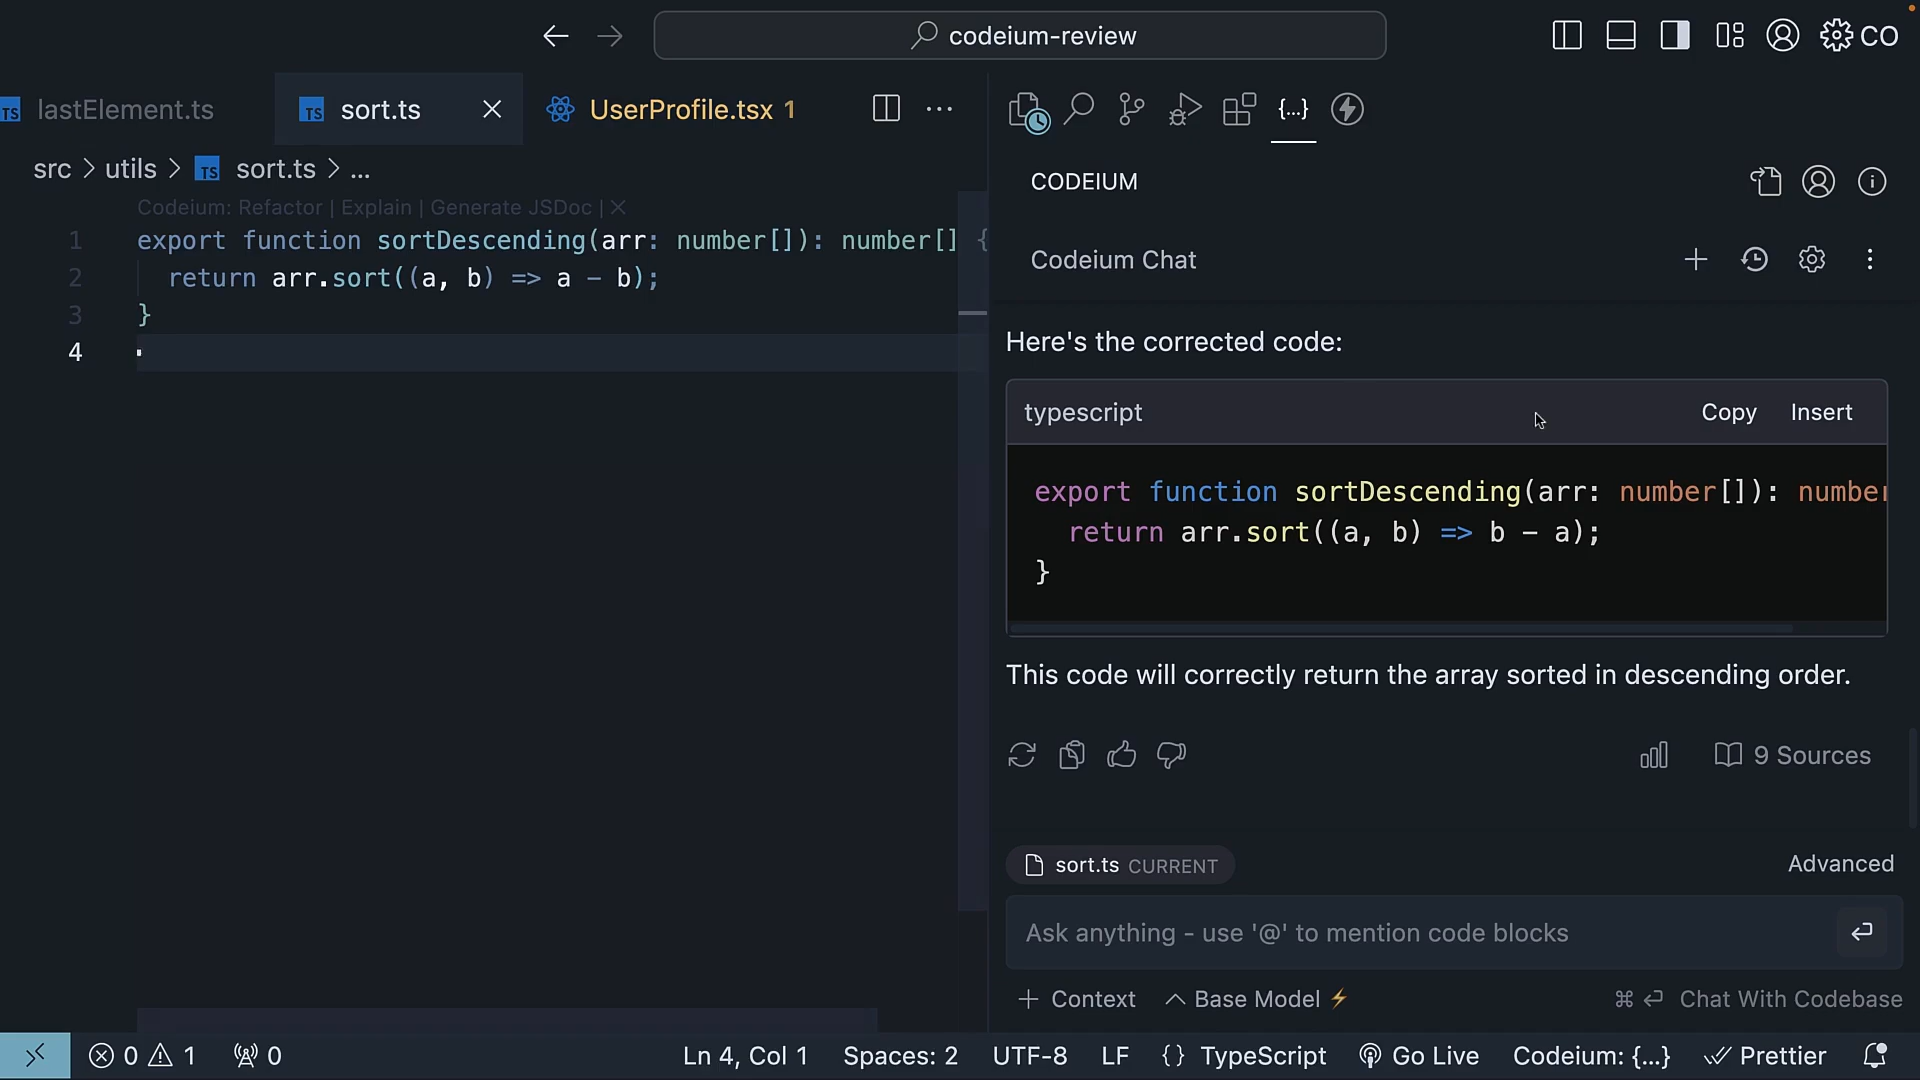 codeium-review
CO
TS lastElement.ts
TS sort.ts
UserProfile.tsx 1
src > utils > TS sort.ts > ...
Codeium: Refactor | Explain | Generate JSDoc | ✕
1 export function sortDescending(arr: number[]): number[] {
2 return arr.sort((a, b) => a - b);
3 }
4
{...}
CODEIUM
Codeium Chat
Here's the corrected code:
typescript
Copy Insert
export function sortDescending(arr: number[]): number
return arr.sort((a, b) => b - a);
}
This code will correctly return the array sorted in descending order.
9 Sources
sort.ts CURRENT
Advanced
Ask anything - use '@' to mention code blocks
+ Context
Base Model ⚡
⌘ ⏎ Chat With Codebase
0 1 0
Ln 4, Col 1 Spaces: 2 UTF-8 LF {} TypeScript Go Live Codeium: {...} Prettier